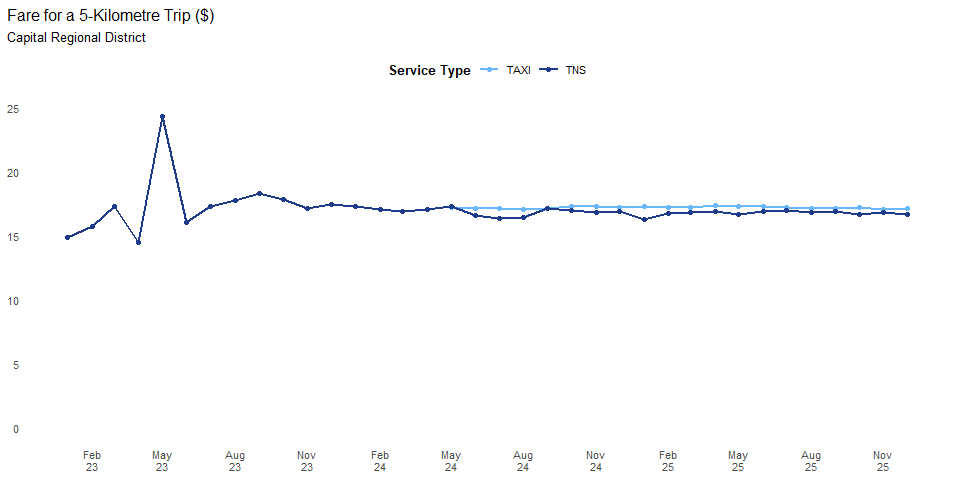 Fare for a 5-Kilometre Trip ($)
Capital Regional District
Service Type TAXI TNS
25
20
15
10
5
0
Feb May Aug Nov Feb May Aug Nov Feb May Aug Nov
23 23 23 23 24 24 24 24 25 25 25 25